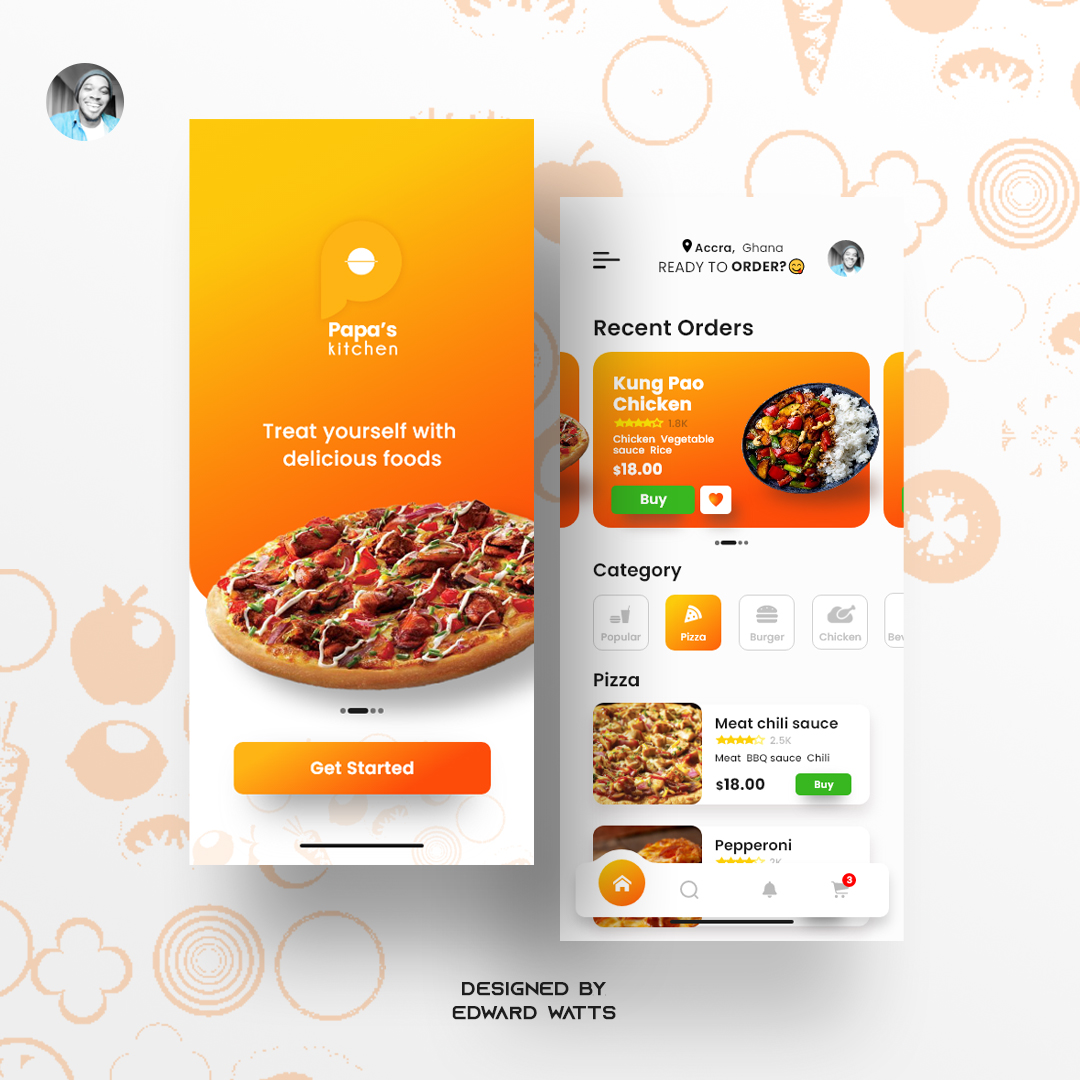 Papa's
kitchen
Treat yourself with
delicious foods
Get Started
Accra, Ghana
READY TO ORDER?😋
Recent Orders
Kung Pao
Chicken
1.8K
Chicken Vegetable
sauce Rice
$18.00
Buy
Category
Popular
Pizza
Burger
Chicken
Bev
Pizza
Meat chili sauce
2.5K
Meat BBQ sauce Chili
$18.00
Buy
Pepperoni
2K
3
DESIGNED BY
EDWARD WATTS